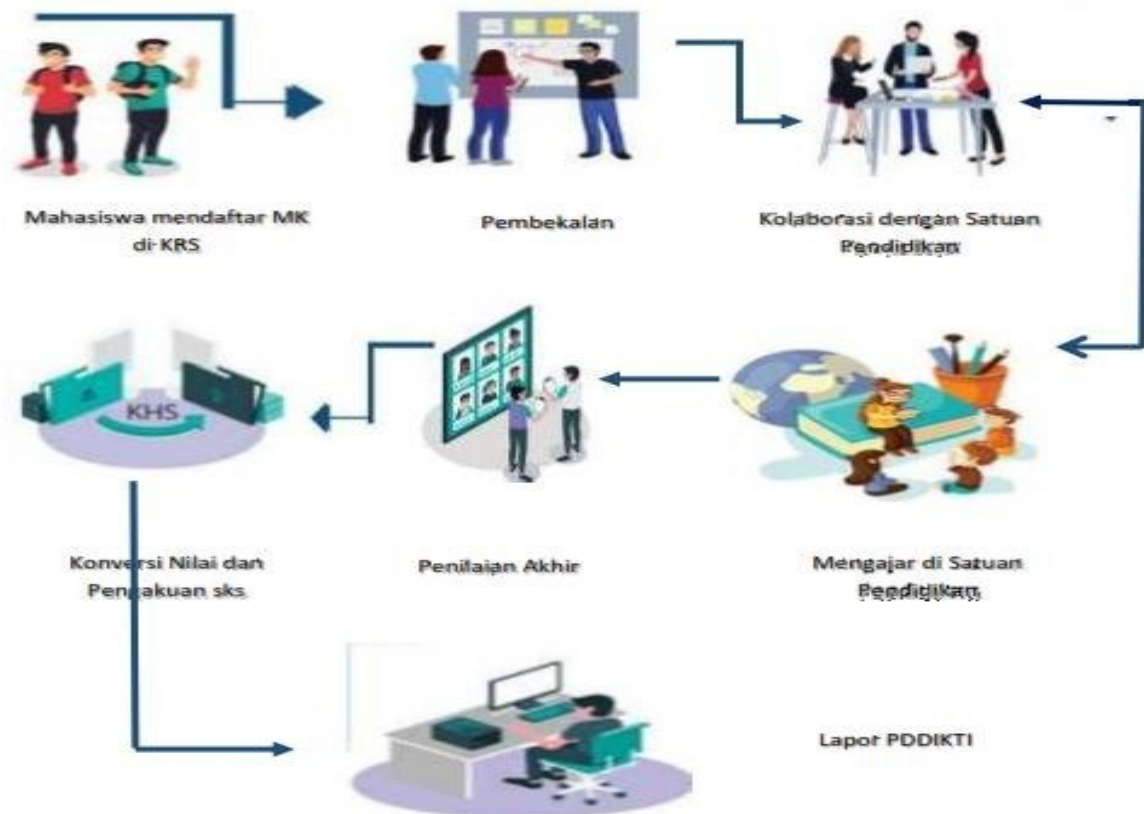 Mahasiswa mendaftar MK
di KRS
Pembekalan
Kolaborasi dengan Satuan
Pendidikan
KHS
Konversi Nilai dan
Pengakuan sks
Penilaian Akhir
Mengajar di Satuan
Pendidikan
Lapor PDDIKTI